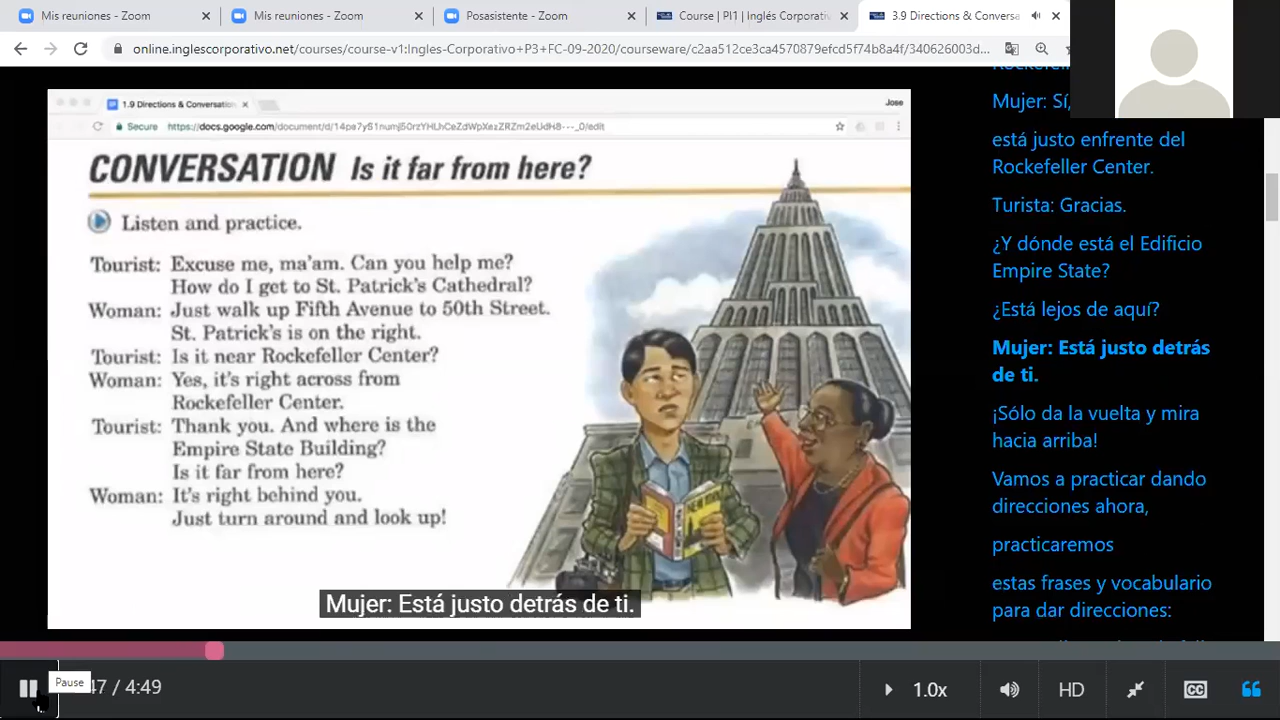 Mis reuniones - Zoom
Mis reuniones - Zoom
Posasistente - Zoom
Course | PI1 | Inglés Corporativ
3.9 Directions & Conversa
online.inglescorporativo.net/courses/course-v1:Ingles-Corporativo+P3+FC-09-2020/courseware/c2aa512ce3ca4570879efcd5f74b8a4f/340626003d...
1.9 Directions & Conversation
Jose
Secure
CONVERSATION Is it far from here?
Listen and practice.
Tourist: Excuse me, ma'am. Can you help me?
How do I get to St. Patrick's Cathedral?
Woman: Just walk up Fifth Avenue to 50th Street.
St. Patrick's is on the right.
Tourist: Is it near Rockefeller Center?
Woman: Yes, it's right across from
Rockefeller Center.
Tourist: Thank you. And where is the
Empire State Building?
Is it far from here?
Woman: It's right behind you.
Just turn around and look up!
NEW YORK
Mujer: Está justo detrás de ti.
Mujer: Sí,
está justo enfrente del
Rockefeller Center.
Turista: Gracias.
¿Y dónde está el Edificio
Empire State?
¿Está lejos de aquí?
Mujer: Está justo detrás
de ti.
¡Sólo da la vuelta y mira
hacia arriba!
Vamos a practicar dando
direcciones ahora,
practicaremos
estas frases y vocabulario
para dar direcciones:
Pause
47 / 4:49
1.0x
HD
CC